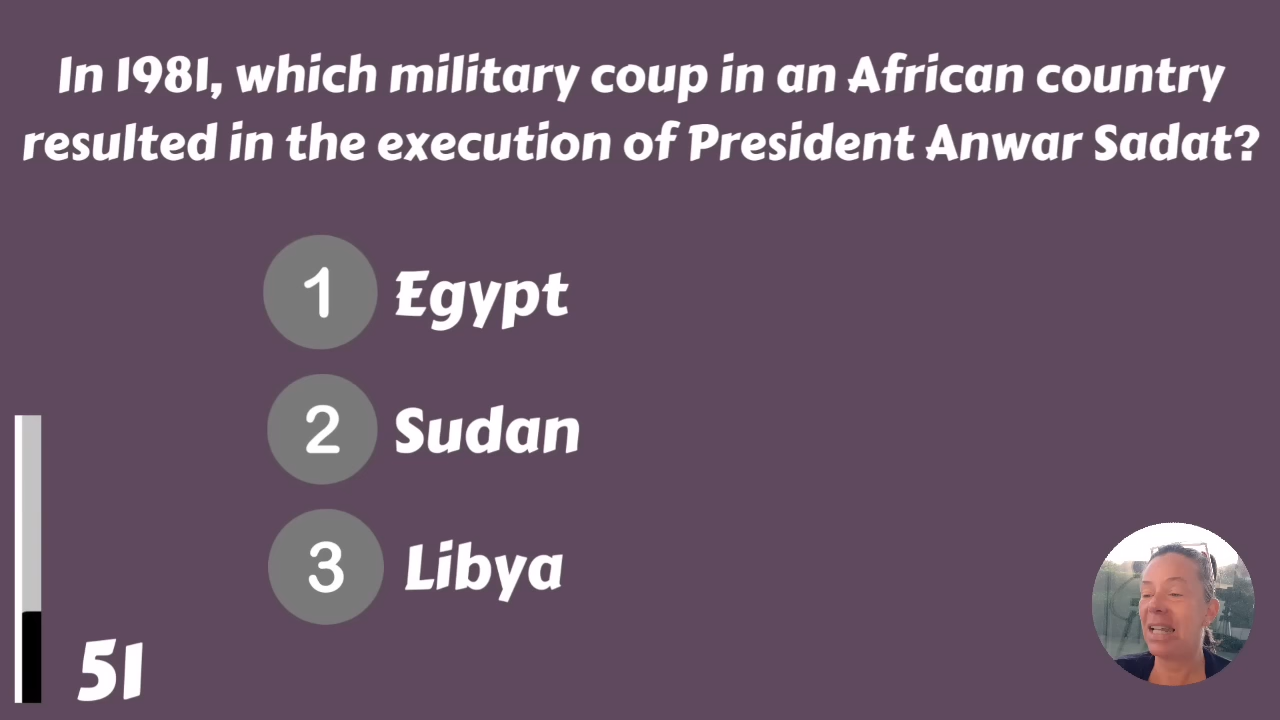 In 1981, which military coup in an African country
resulted in the execution of President Anwar Sadat?
1 Egypt
2 Sudan
3 Libya
51